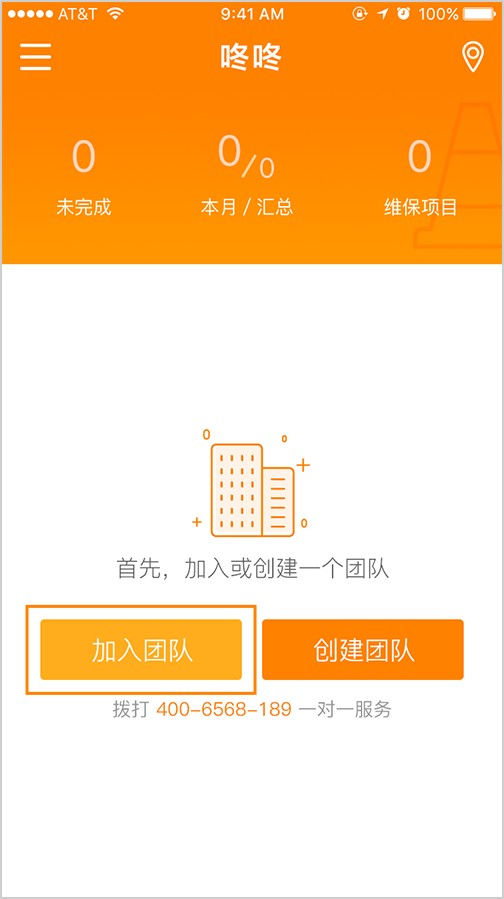 AT&T 9:41 AM 100%
咚咚
0 0/0 0
未完成 本月 / 汇总 维保项目
首先，加入或创建一个团队
加入团队 创建团队
拨打 400-6568-189 一对一服务